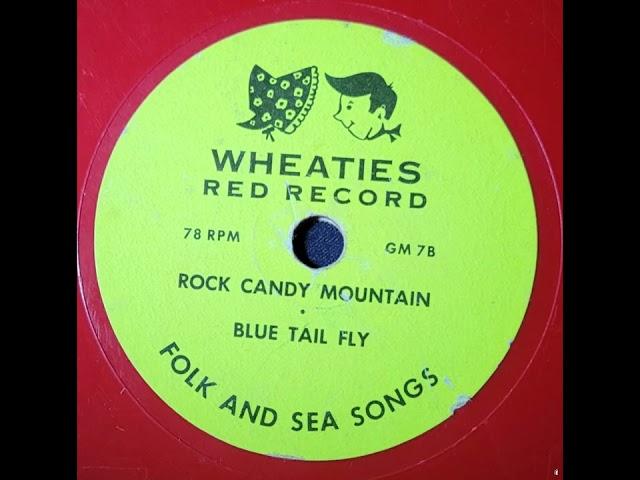 WHEATIES
RED RECORD
78 RPM
GM 7B
ROCK CANDY MOUNTAIN
•
BLUE TAIL FLY
FOLK AND SEA SONGS